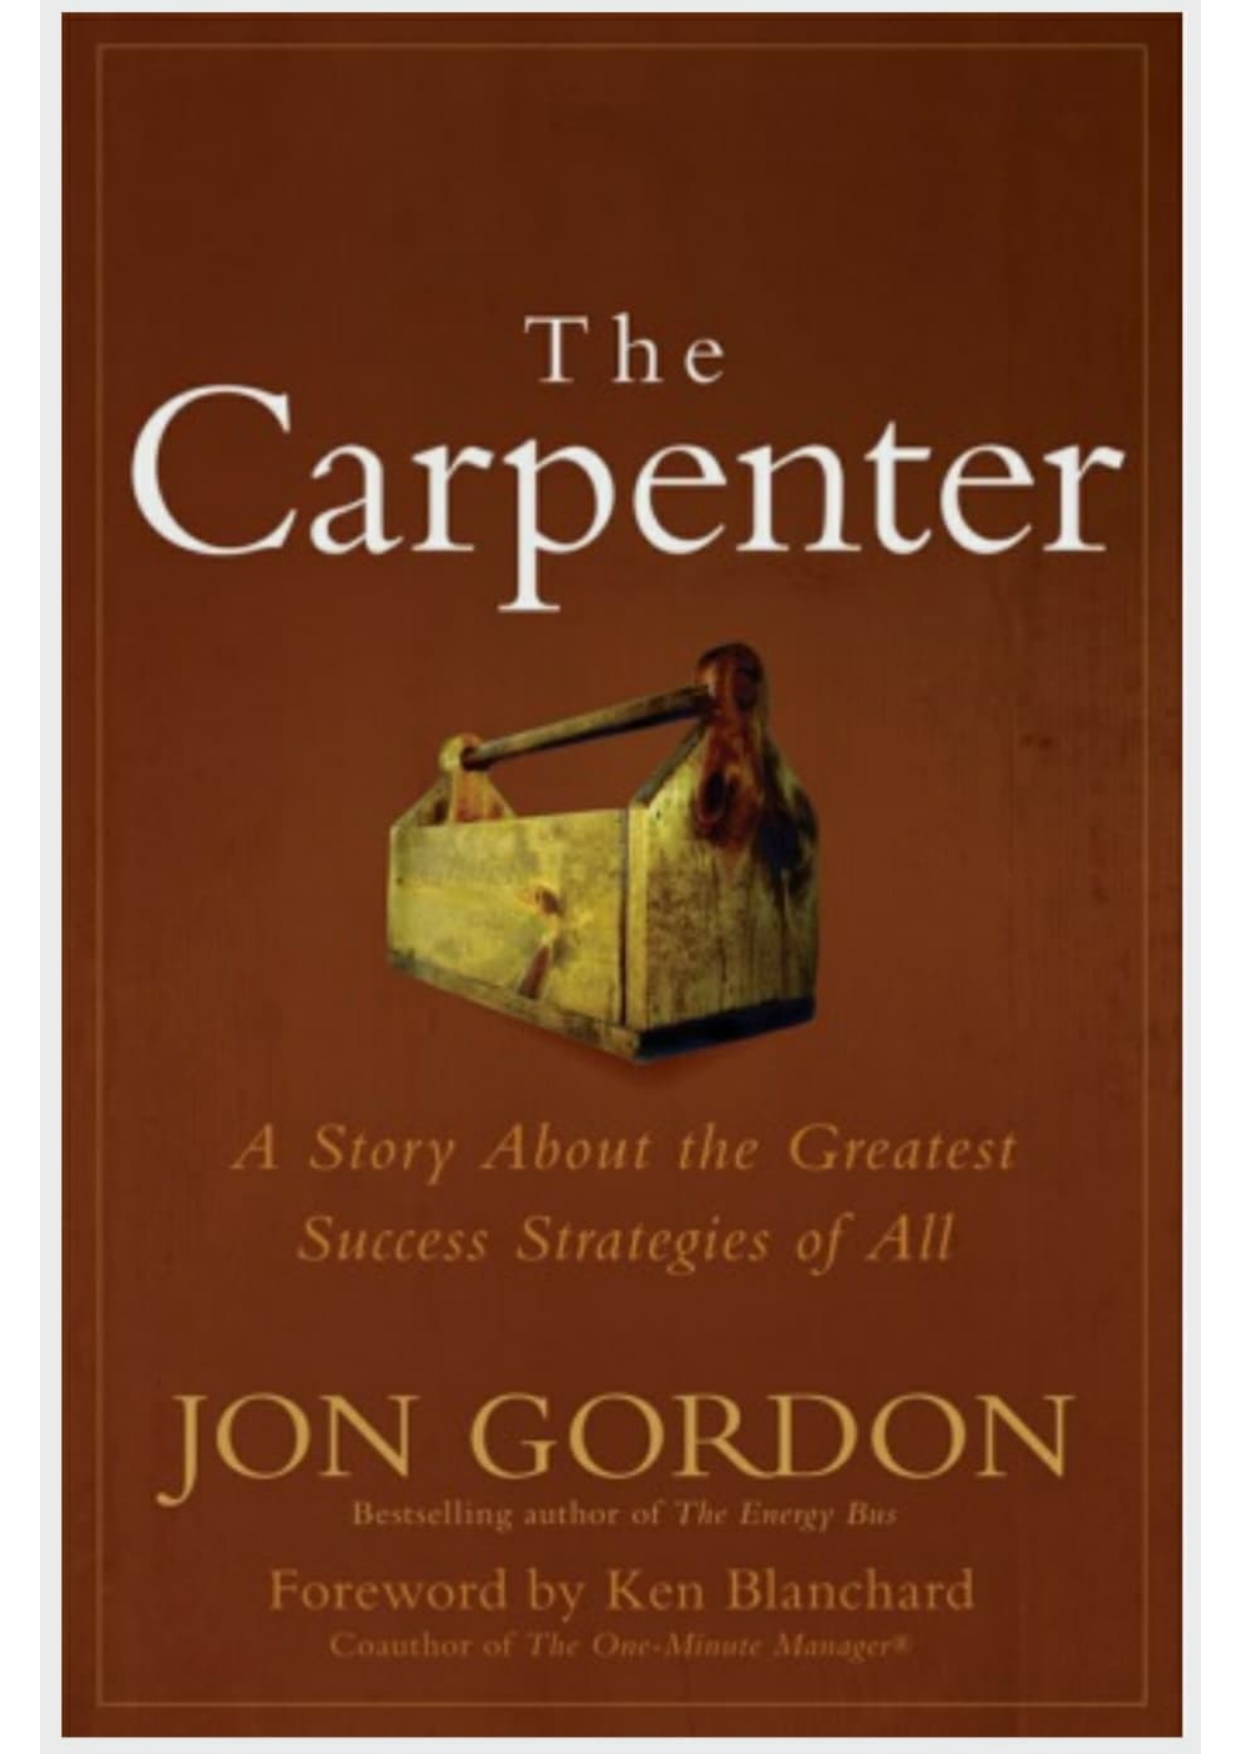 The
Carpenter
A Story About the Greatest
Success Strategies of All
JON GORDON
Bestselling author of The Energy Bus
Foreword by Ken Blanchard
Coauthor of The One-Minute Manager®